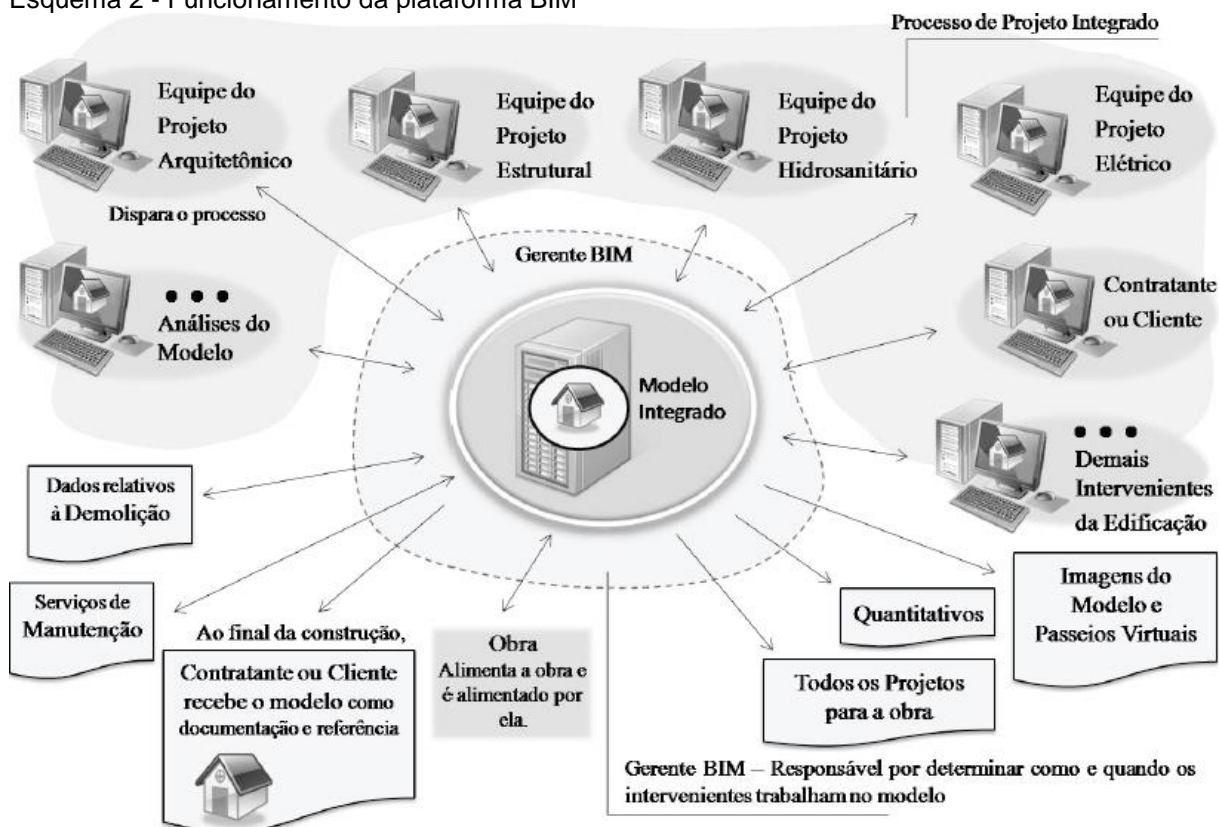 Esquema 2 - Funcionamento da plataforma BIM
Processo de Projeto Integrado
Equipe do
Projeto
Arquitetônico
Equipe do
Projeto
Estrutural
Equipe do
Projeto
Hidrosanitário
Equipe do
Projeto
Elétrico
Dispara o processo
Gerente BIM
Análises do
Modelo
Contratante
ou Cliente
Modelo
Integrado
Demais
Intervenientes
da Edificação
Dados relativos
à Demolição
Serviços de
Manutenção
Ao final da construção,
Contratante ou Cliente
recebe o modelo como
documentação e referência
Obra
Alimenta a obra e
é alimentado por
ela.
Quantitativos
Todos os Projetos
para a obra
Imagens do
Modelo e
Passeios Virtuais
Gerente BIM – Responsável por determinar como e quando os
intervenientes trabalham no modelo